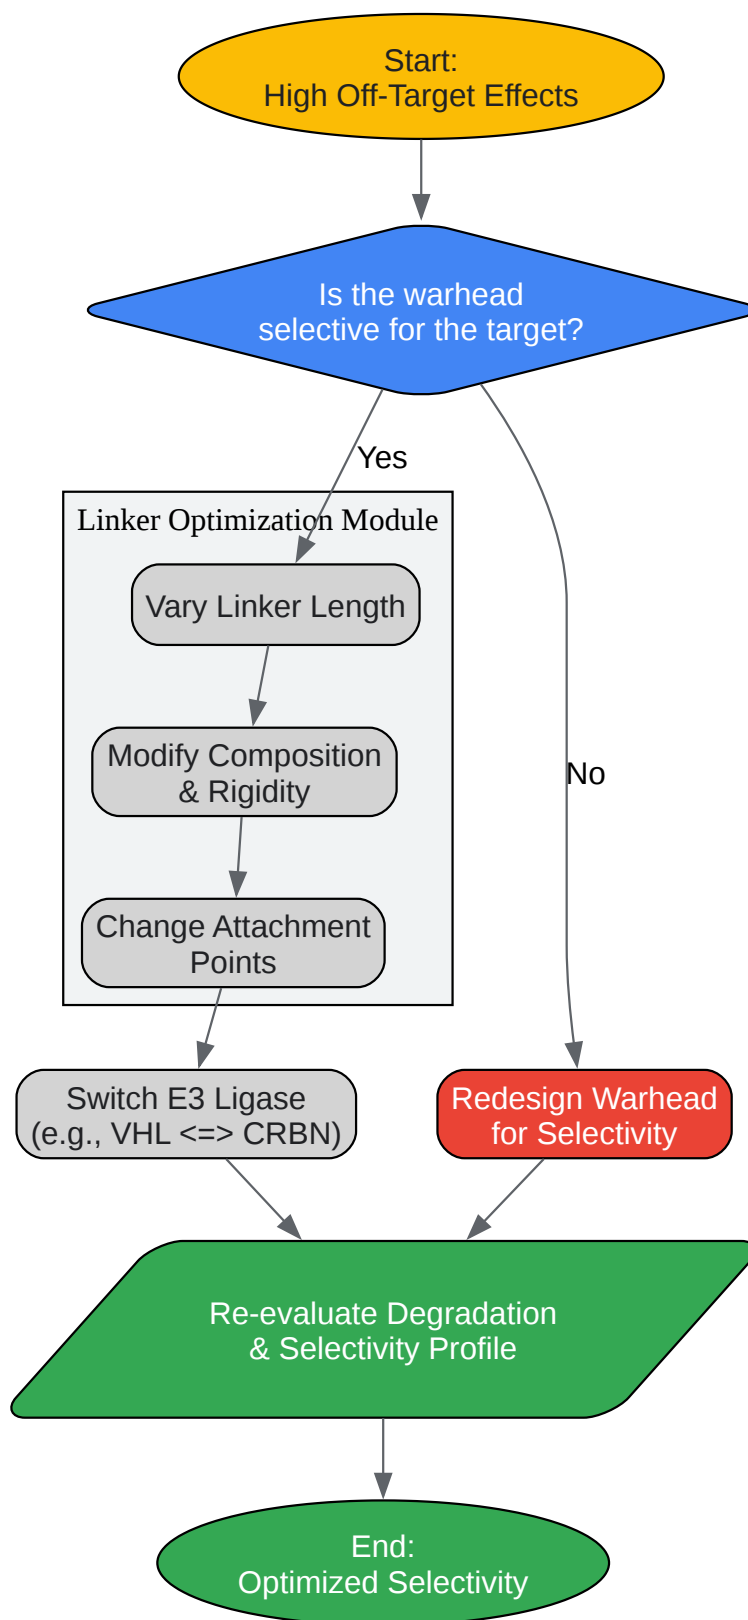 Start:
High Off-Target Effects
Is the warhead
selective for the target?
Yes
Linker Optimization Module
Vary Linker Length
Modify Composition
& Rigidity
No
Change Attachment
Points
Switch E3 Ligase
(e.g., VHL <=> CRBN)
Redesign Warhead
for Selectivity
Re-evaluate Degradation
& Selectivity Profile
End:
Optimized Selectivity